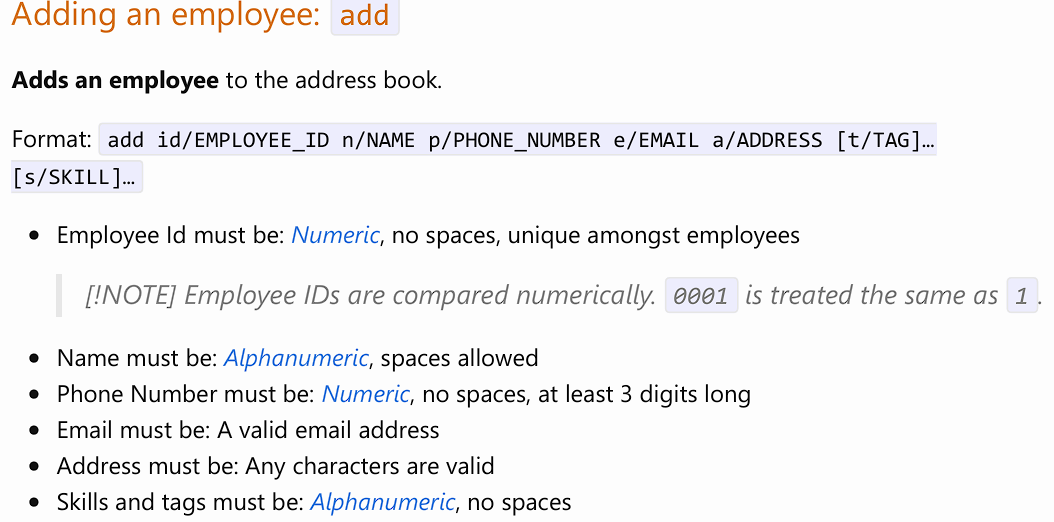 Adding an employee: add
Adds an employee to the address book.
Format: add id/EMPLOYEE_ID n/NAME p/PHONE_NUMBER e/EMAIL a/ADDRESS [t/TAG]…
[s/SKILL]…
• Employee Id must be: Numeric, no spaces, unique amongst employees
[!NOTE] Employee IDs are compared numerically. 0001 is treated the same as 1.
• Name must be: Alphanumeric, spaces allowed
• Phone Number must be: Numeric, no spaces, at least 3 digits long
• Email must be: A valid email address
• Address must be: Any characters are valid
• Skills and tags must be: Alphanumeric, no spaces